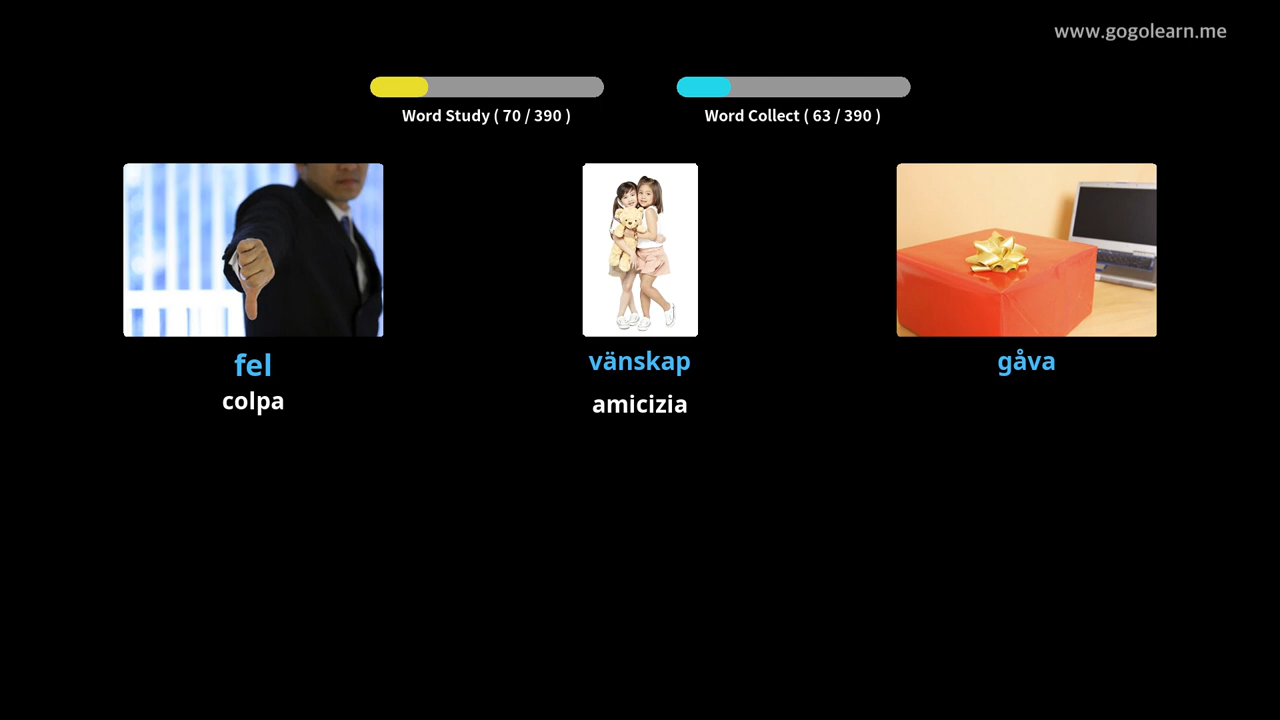 www.gogolearn.me
Word Study ( 70 / 390 )
Word Collect ( 63 / 390 )
fel
colpa
vänskap
amicizia
gåva